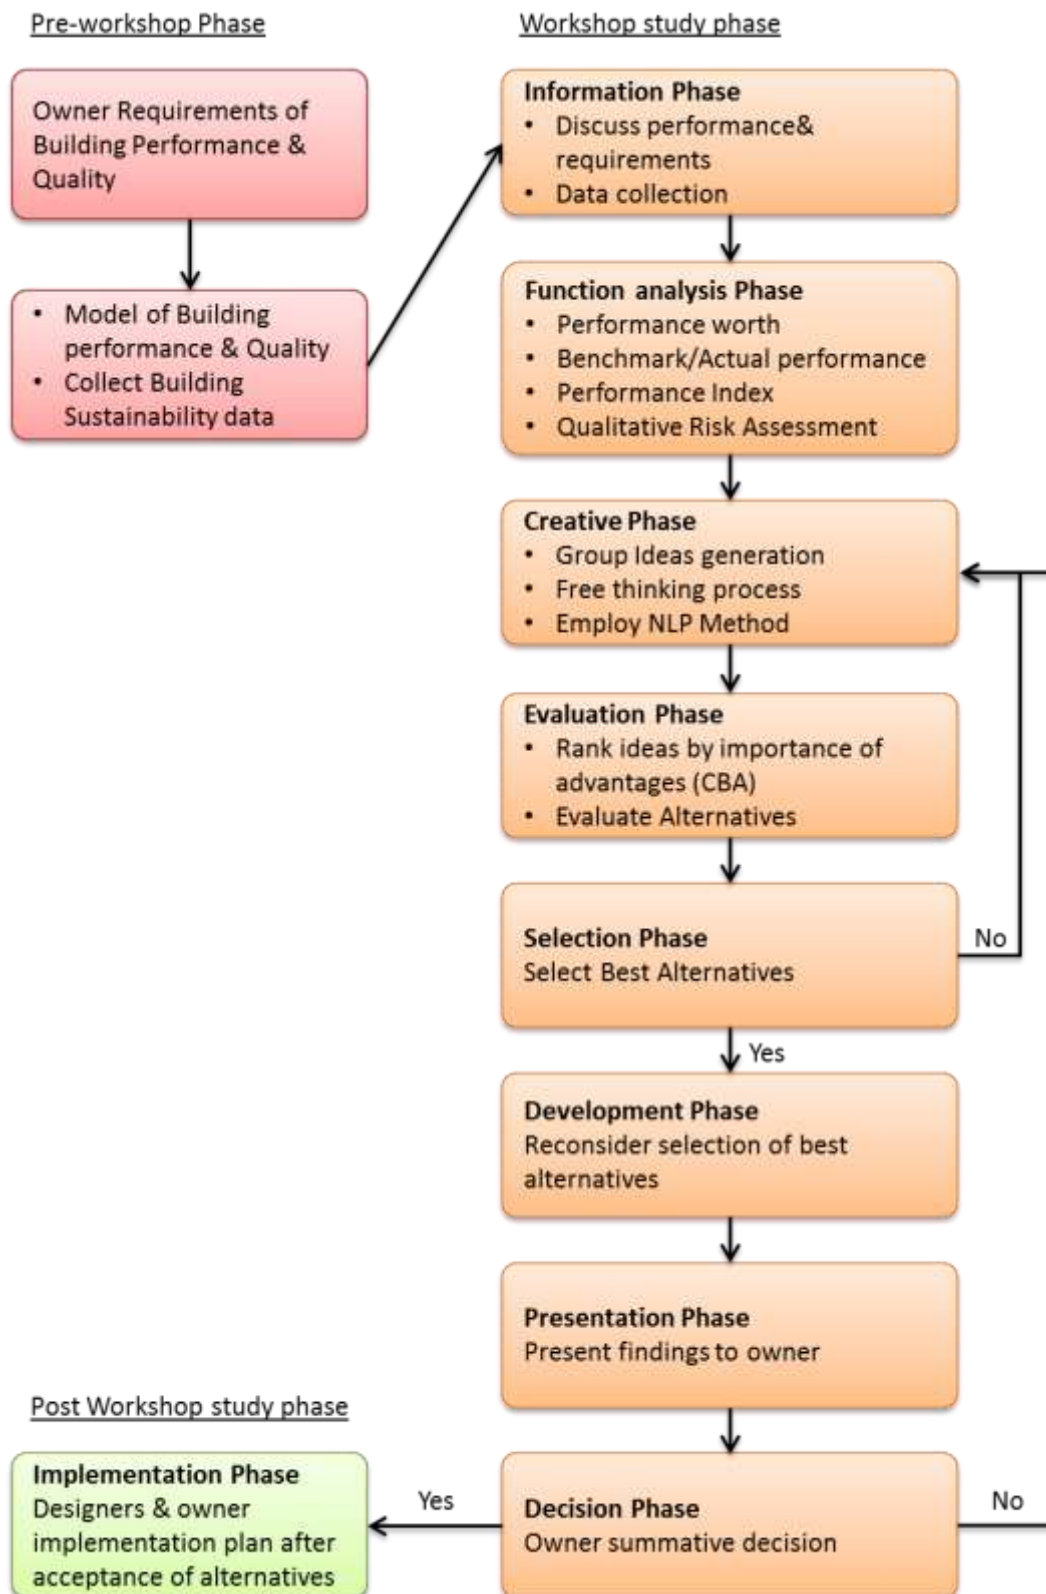 Pre-workshop Phase
Owner Requirements of
Building Performance &
Quality
• Model of Building
performance & Quality
• Collect Building
Sustainability data
Workshop study phase
Information Phase
• Discuss performance&
requirements
• Data collection
Function analysis Phase
• Performance worth
• Benchmark/Actual performance
• Performance Index
• Qualitative Risk Assessment
Creative Phase
• Group Ideas generation
• Free thinking process
• Employ NLP Method
Evaluation Phase
• Rank ideas by importance of
advantages (CBA)
• Evaluate Alternatives
Selection Phase
Select Best Alternatives
No
Yes
Development Phase
Reconsider selection of best
alternatives
Presentation Phase
Present findings to owner
Decision Phase
Owner summative decision
No
Yes
Post Workshop study phase
Implementation Phase
Designers & owner
implementation plan after
acceptance of alternatives